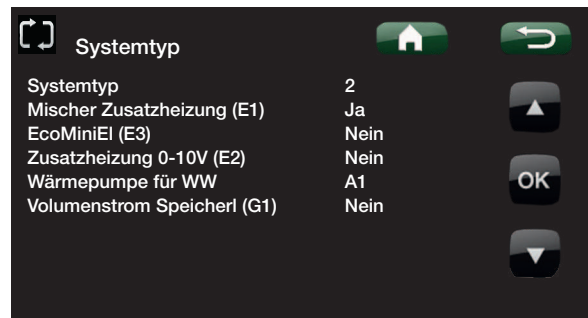 Systemtyp
Systemtyp 2
Mischer Zusatzheizung (E1) Ja
EcoMiniEl (E3) Nein
Zusatzheizung 0-10V (E2) Nein
Wärmepumpe für WW A1
OK
Volumenstrom Speicherl (G1) Nein